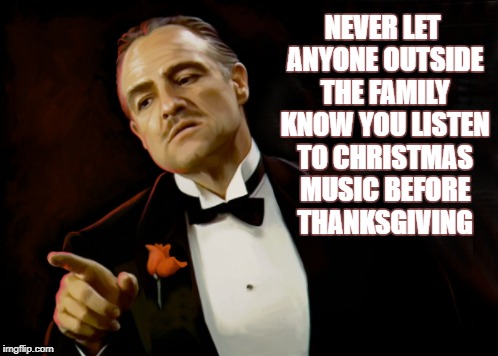 NEVER LET
ANYONE OUTSIDE
THE FAMILY
KNOW YOU LISTEN
TO CHRISTMAS
MUSIC BEFORE
THANKSGIVING
imgflip.com